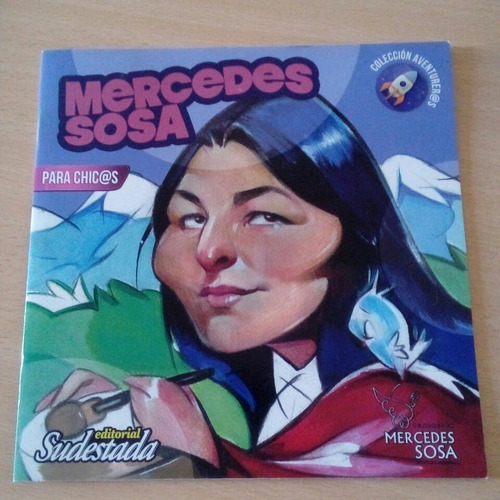 MERCEDES
SOSA
COLECCIÓN AVENTURER@S
PARA CHIC@S
editorial
Sudestada
MERCEDES
SOSA